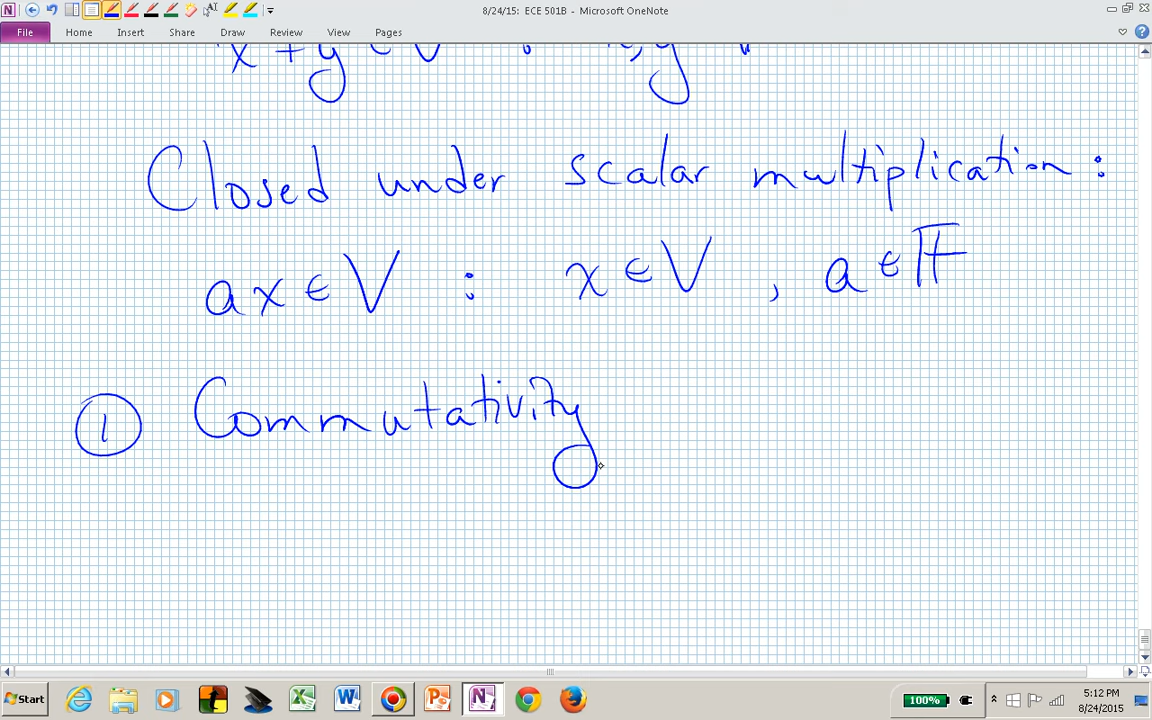 8/24/15: ECE 501B - Microsoft OneNote
File Home Insert Share Draw Review View Pages
x + y ∈ V : x, y
Closed under scalar multiplication:
ax ∈ V : x ∈ V, a ∈ 𝔽
① Commutativity
Start
100%
5:12 PM
8/24/2015